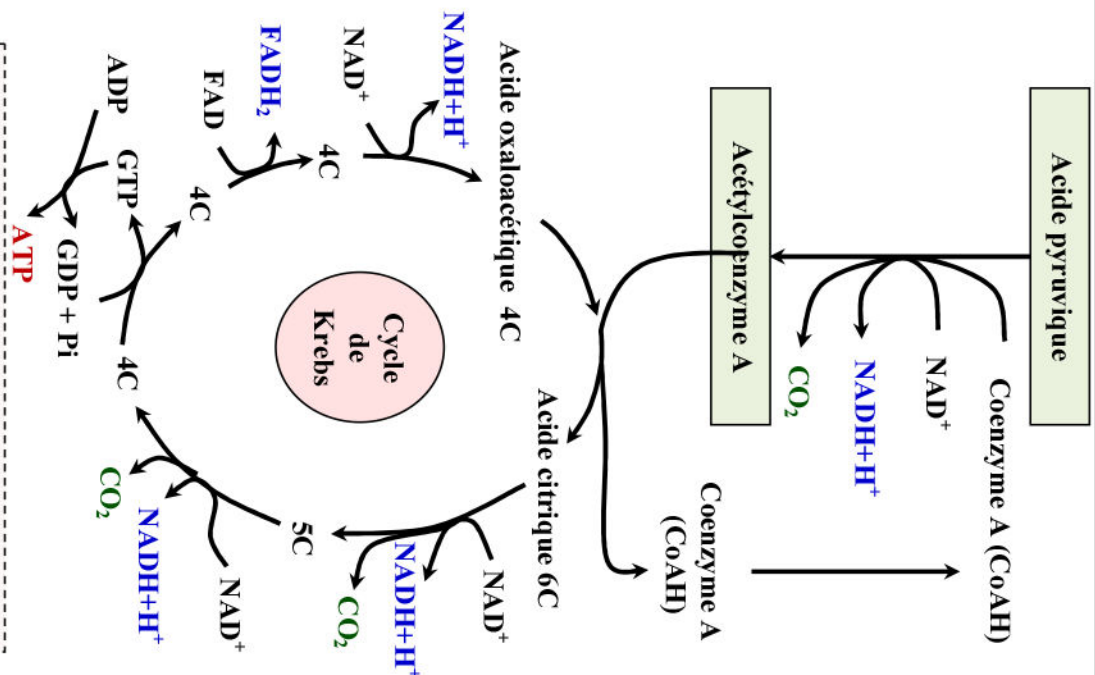 Acide pyruvique
Coenzyme A (CoAH)
NAD⁺
NADH+H⁺
CO₂
Acétylcoenzyme A
Coenzyme A
(CoAH)
Acide oxaloacétique 4C
Acide citrique 6C
NADH+H⁺
NAD⁺
NAD⁺
NADH+H⁺
CO₂
4C
Cycle
de
Krebs
5C
FADH₂
FAD
4C
NAD⁺
NADH+H⁺
CO₂
4C
GTP
ADP
GDP + Pi
ATP